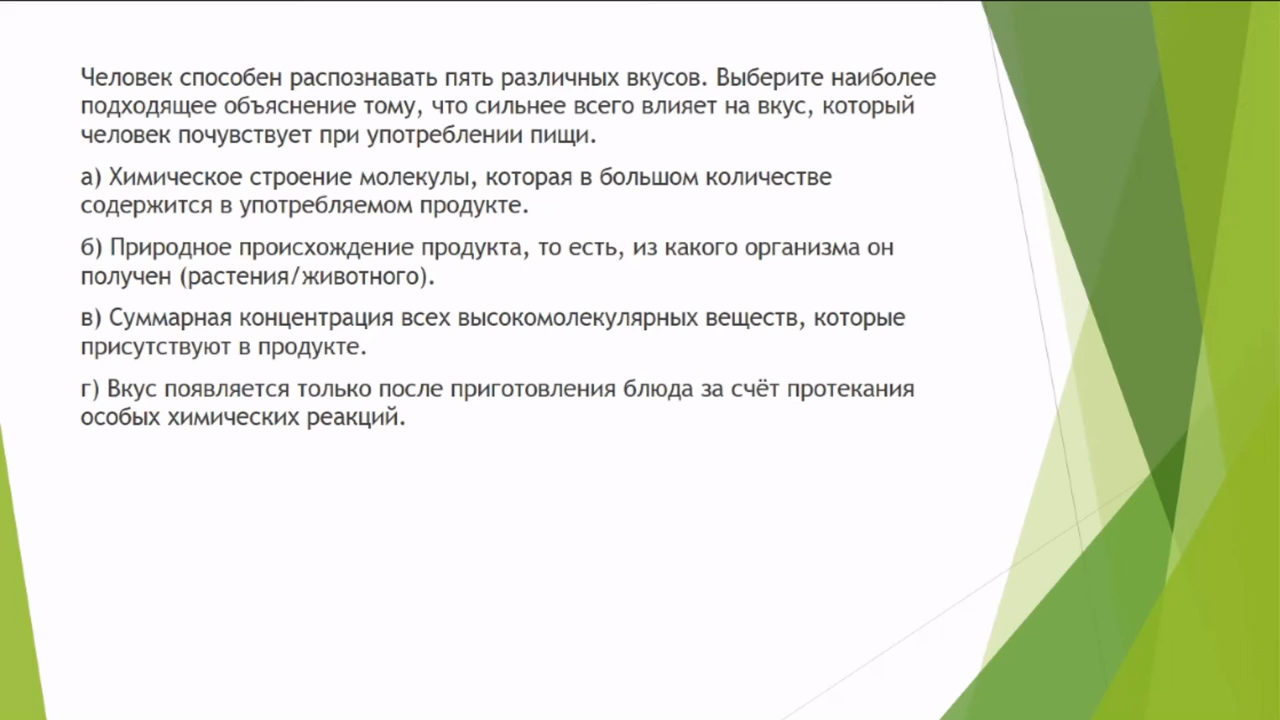 Человек способен распознавать пять различных вкусов. Выберите наиболее
подходящее объяснение тому, что сильнее всего влияет на вкус, который
человек почувствует при употреблении пищи.
а) Химическое строение молекулы, которая в большом количестве
содержится в употребляемом продукте.
б) Природное происхождение продукта, то есть, из какого организма он
получен (растения/животного).
в) Суммарная концентрация всех высокомолекулярных веществ, которые
присутствуют в продукте.
г) Вкус появляется только после приготовления блюда за счёт протекания
особых химических реакций.